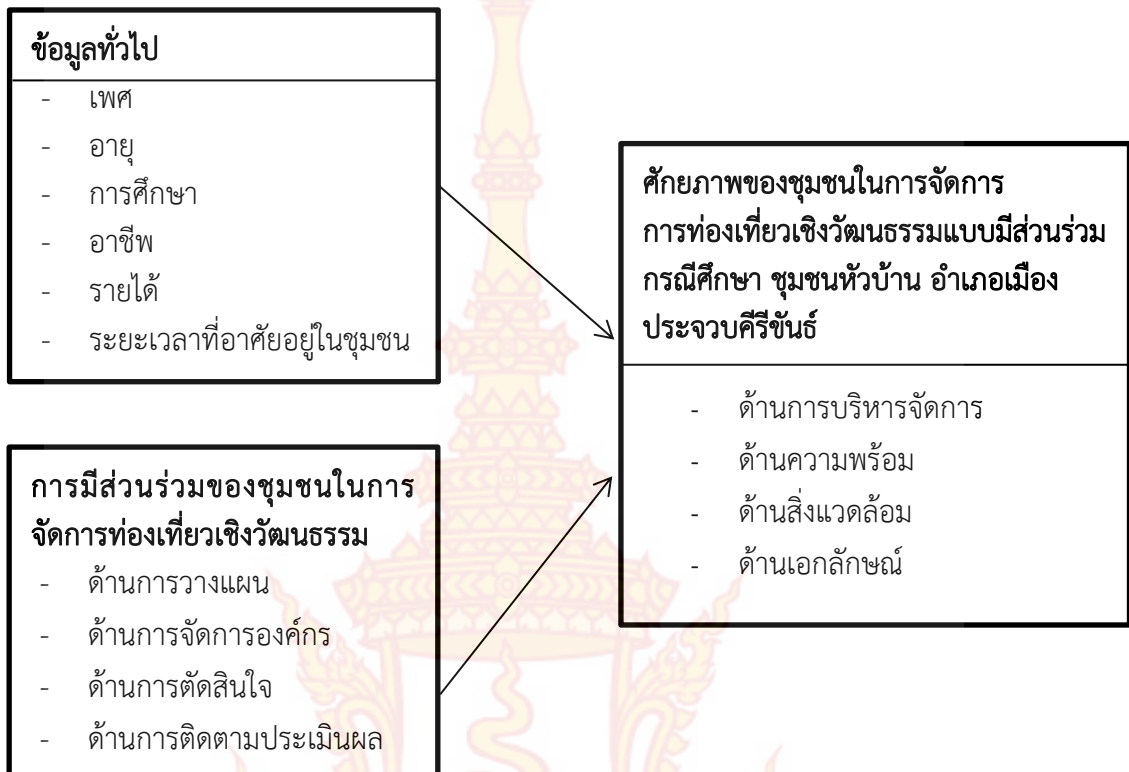 ข้อมูลทั่วไป
- เพศ
- อายุ
- การศึกษา
- อาชีพ
- รายได้
- ระยะเวลาที่อาศัยอยู่ในชุมชน
การมีส่วนร่วมของชุมชนในการ
จัดการท่องเที่ยวเชิงวัฒนธรรม
- ด้านการวางแผน
- ด้านการจัดการองค์กร
- ด้านการตัดสินใจ
- ด้านการติดตามประเมินผล
ศักยภาพของชุมชนในการจัดการ
การท่องเที่ยวเชิงวัฒนธรรมแบบมีส่วนร่วม
กรณีศึกษา ชุมชนหัวบ้าน อำเภอเมือง
ประจวบคีรีขันธ์
- ด้านการบริหารจัดการ
- ด้านความพร้อม
- ด้านสิ่งแวดล้อม
- ด้านเอกลักษณ์